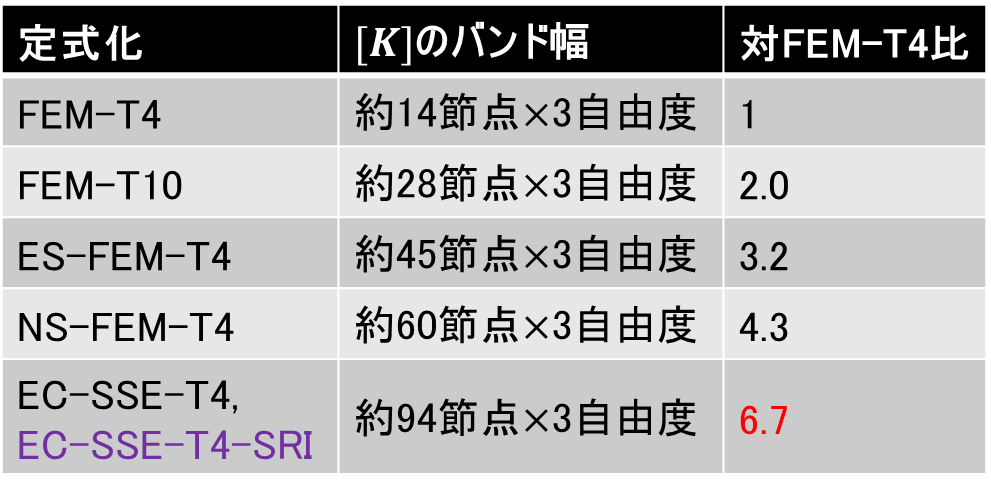 定式化 [K]のバンド幅 対FEM-T4比
FEM-T4 約14節点×3自由度 1
FEM-T10 約28節点×3自由度 2.0
ES-FEM-T4 約45節点×3自由度 3.2
NS-FEM-T4 約60節点×3自由度 4.3
EC-SSE-T4,
EC-SSE-T4-SRI 約94節点×3自由度 6.7